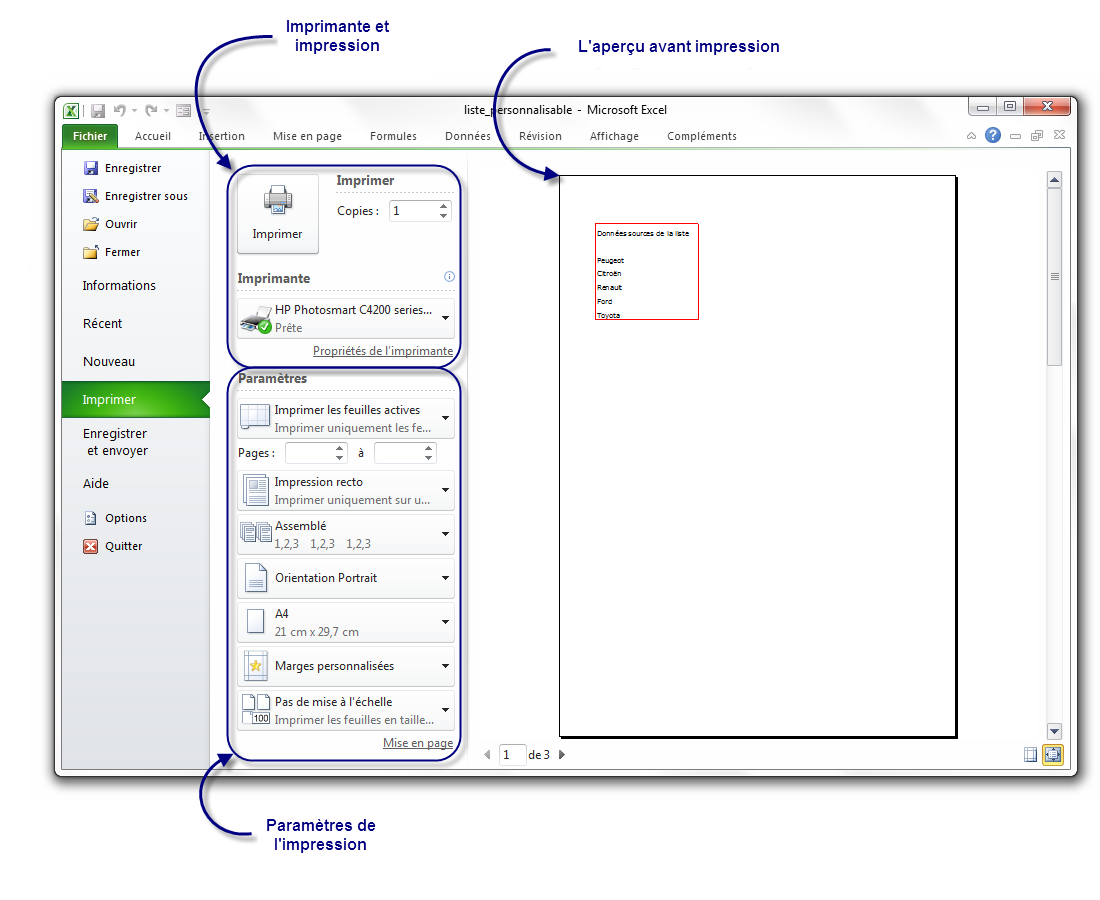 Imprimante et
impression
L'aperçu avant impression
liste_personnalisable - Microsoft Excel
Fichier Accueil Insertion Mise en page Formules Données Révision Affichage Compléments
Enregistrer
Enregistrer sous
Ouvrir
Fermer
Informations
Récent
Nouveau
Imprimer
Enregistrer
et envoyer
Aide
Options
Quitter
Imprimer
Imprimer
Copies : 1
Imprimante
HP Photosmart C4200 series...
Prête
Propriétés de l'imprimante
Paramètres
Imprimer les feuilles actives
Imprimer uniquement les fe...
Pages : à
Impression recto
Imprimer uniquement sur u...
Assemblé
1,2,3 1,2,3 1,2,3
Orientation Portrait
A4
21 cm x 29,7 cm
Marges personnalisées
Pas de mise à l'échelle
100
Imprimer les feuilles en taille...
Mise en page
Données sources de la liste
Peugeot
Citroën
Renaut
Ford
Toyota
1 de 3
Paramètres de
l'impression